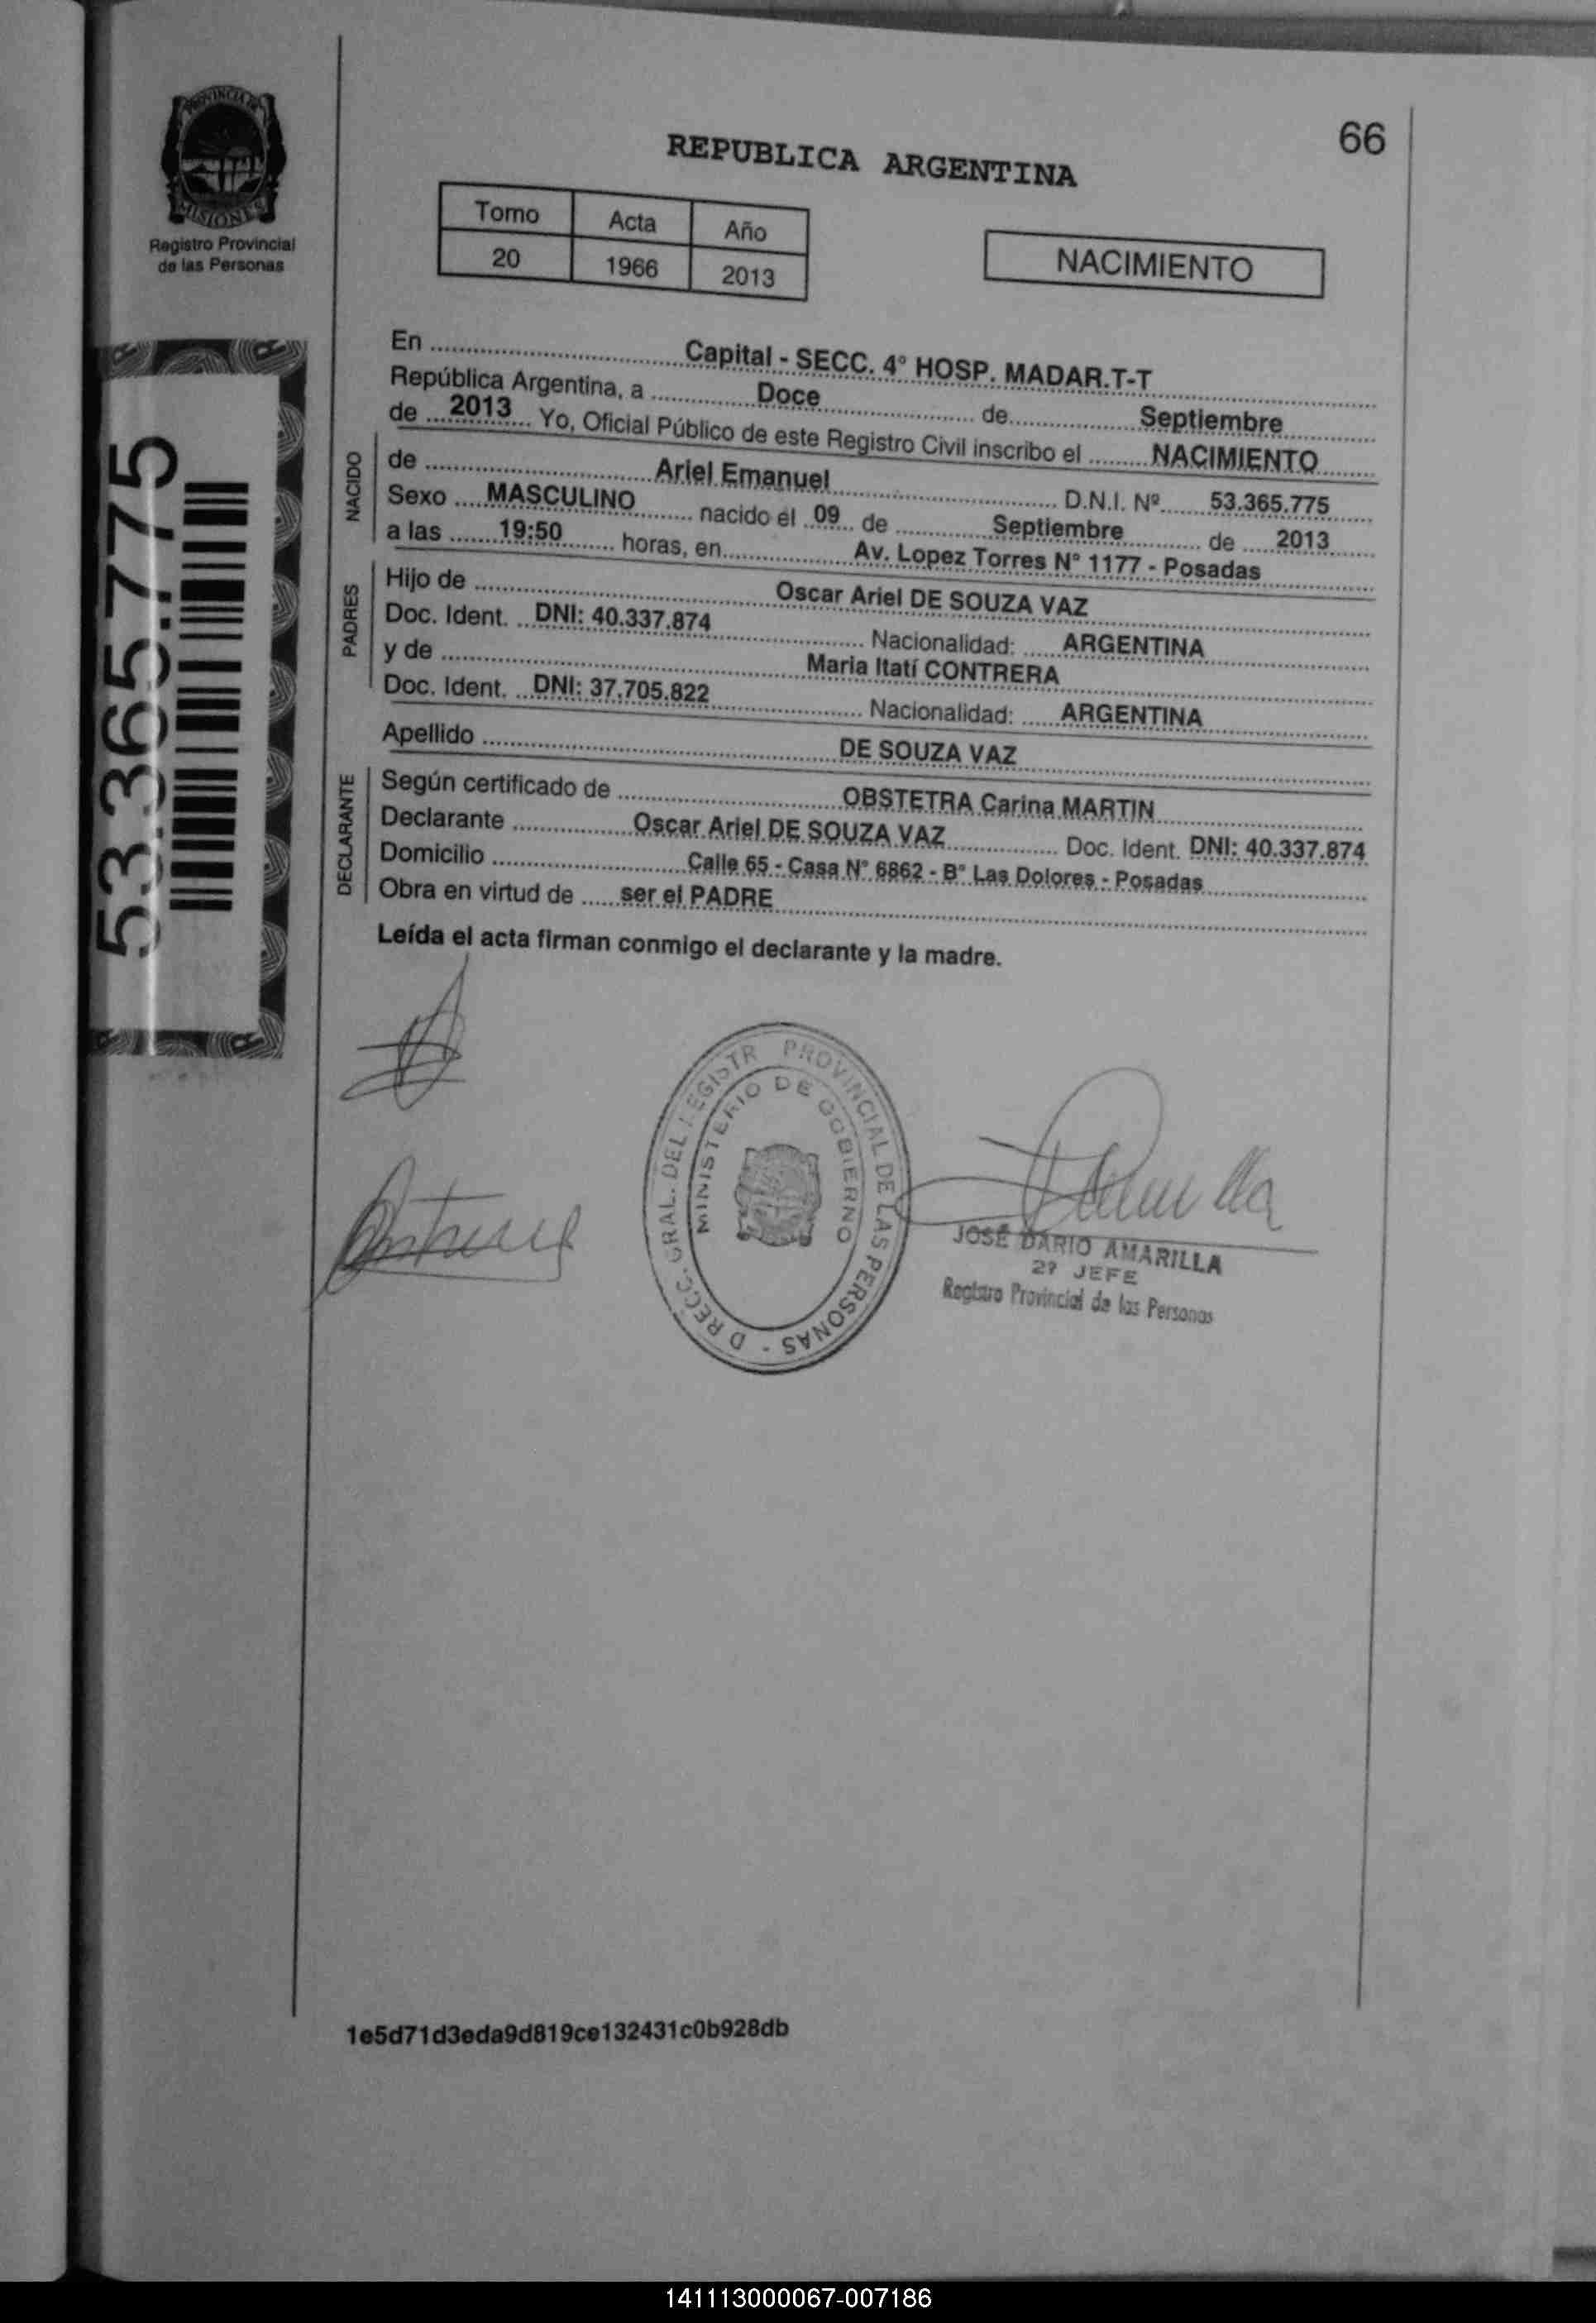 PROVINCIA DE
MISIONES
Registro Provincial
de las Personas
66
REPUBLICA ARGENTINA
Tomo Acta Año
20 1966 2013
NACIMIENTO
53.365.775
En Capital - SECC. 4° HOSP. MADAR.T-T
República Argentina, a Doce de Septiembre
de 2013 Yo, Oficial Público de este Registro Civil inscribo el NACIMIENTO
NACIDO
de Ariel Emanuel D.N.I. Nº 53.365.775
Sexo MASCULINO nacido el 09 de Septiembre de 2013
a las 19:50 horas, en Av. Lopez Torres N° 1177 - Posadas
PADRES
Hijo de Oscar Ariel DE SOUZA VAZ
Doc. Ident. DNI: 40.337.874 Nacionalidad: ARGENTINA
y de Maria Itatí CONTRERA
Doc. Ident. DNI: 37.705.822 Nacionalidad: ARGENTINA
Apellido DE SOUZA VAZ
DECLARANTE
Según certificado de OBSTETRA Carina MARTIN
Declarante Oscar Ariel DE SOUZA VAZ Doc. Ident. DNI: 40.337.874
Domicilio Calle 65 - Casa N° 6862 - B° Las Dolores - Posadas
Obra en virtud de ser el PADRE
Leída el acta firman conmigo el declarante y la madre.
D RECC. GRAL. DEL REGISTR PROVINCIAL DE LAS PERSONAS -
MINISTERIO DE GOBIERNO
JOSÉ DARIO AMARILLA
2º JEFE
Registro Provincial de las Personas
1e5d71d3eda9d819ce132431c0b928db
141113000067-007186